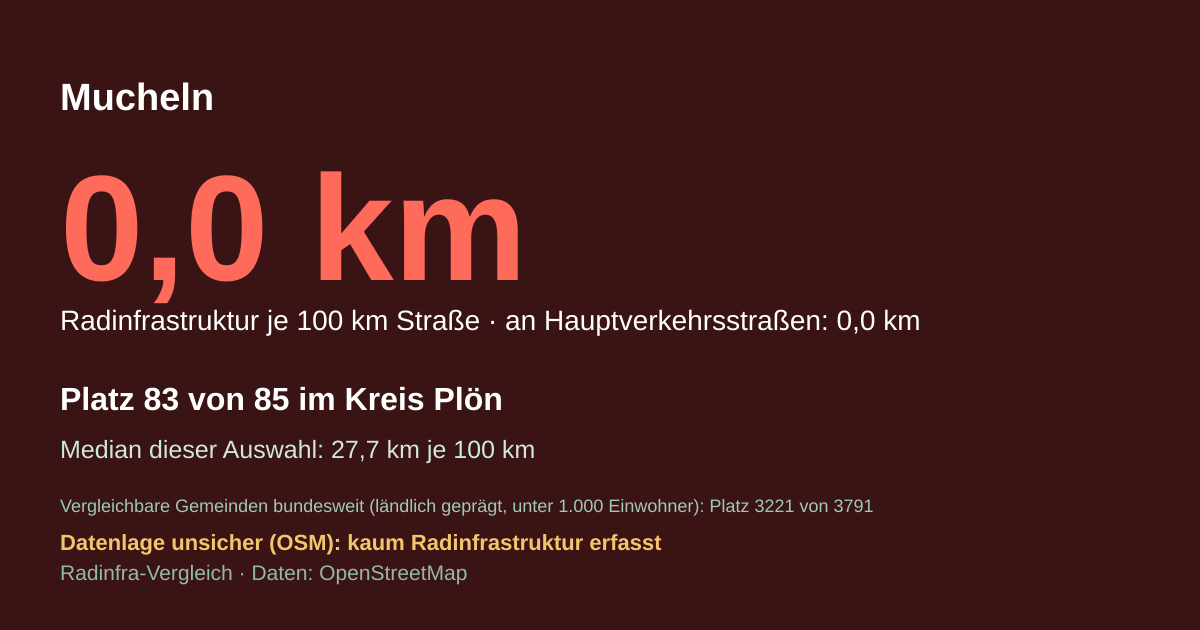 Mucheln
0,0 km
Radinfrastruktur je 100 km Straße · an Hauptverkehrsstraßen: 0,0 km
Platz 83 von 85 im Kreis Plön
Median dieser Auswahl: 27,7 km je 100 km
Vergleichbare Gemeinden bundesweit (ländlich geprägt, unter 1.000 Einwohner): Platz 3221 von 3791
Datenlage unsicher (OSM): kaum Radinfrastruktur erfasst
Radinfra-Vergleich · Daten: OpenStreetMap